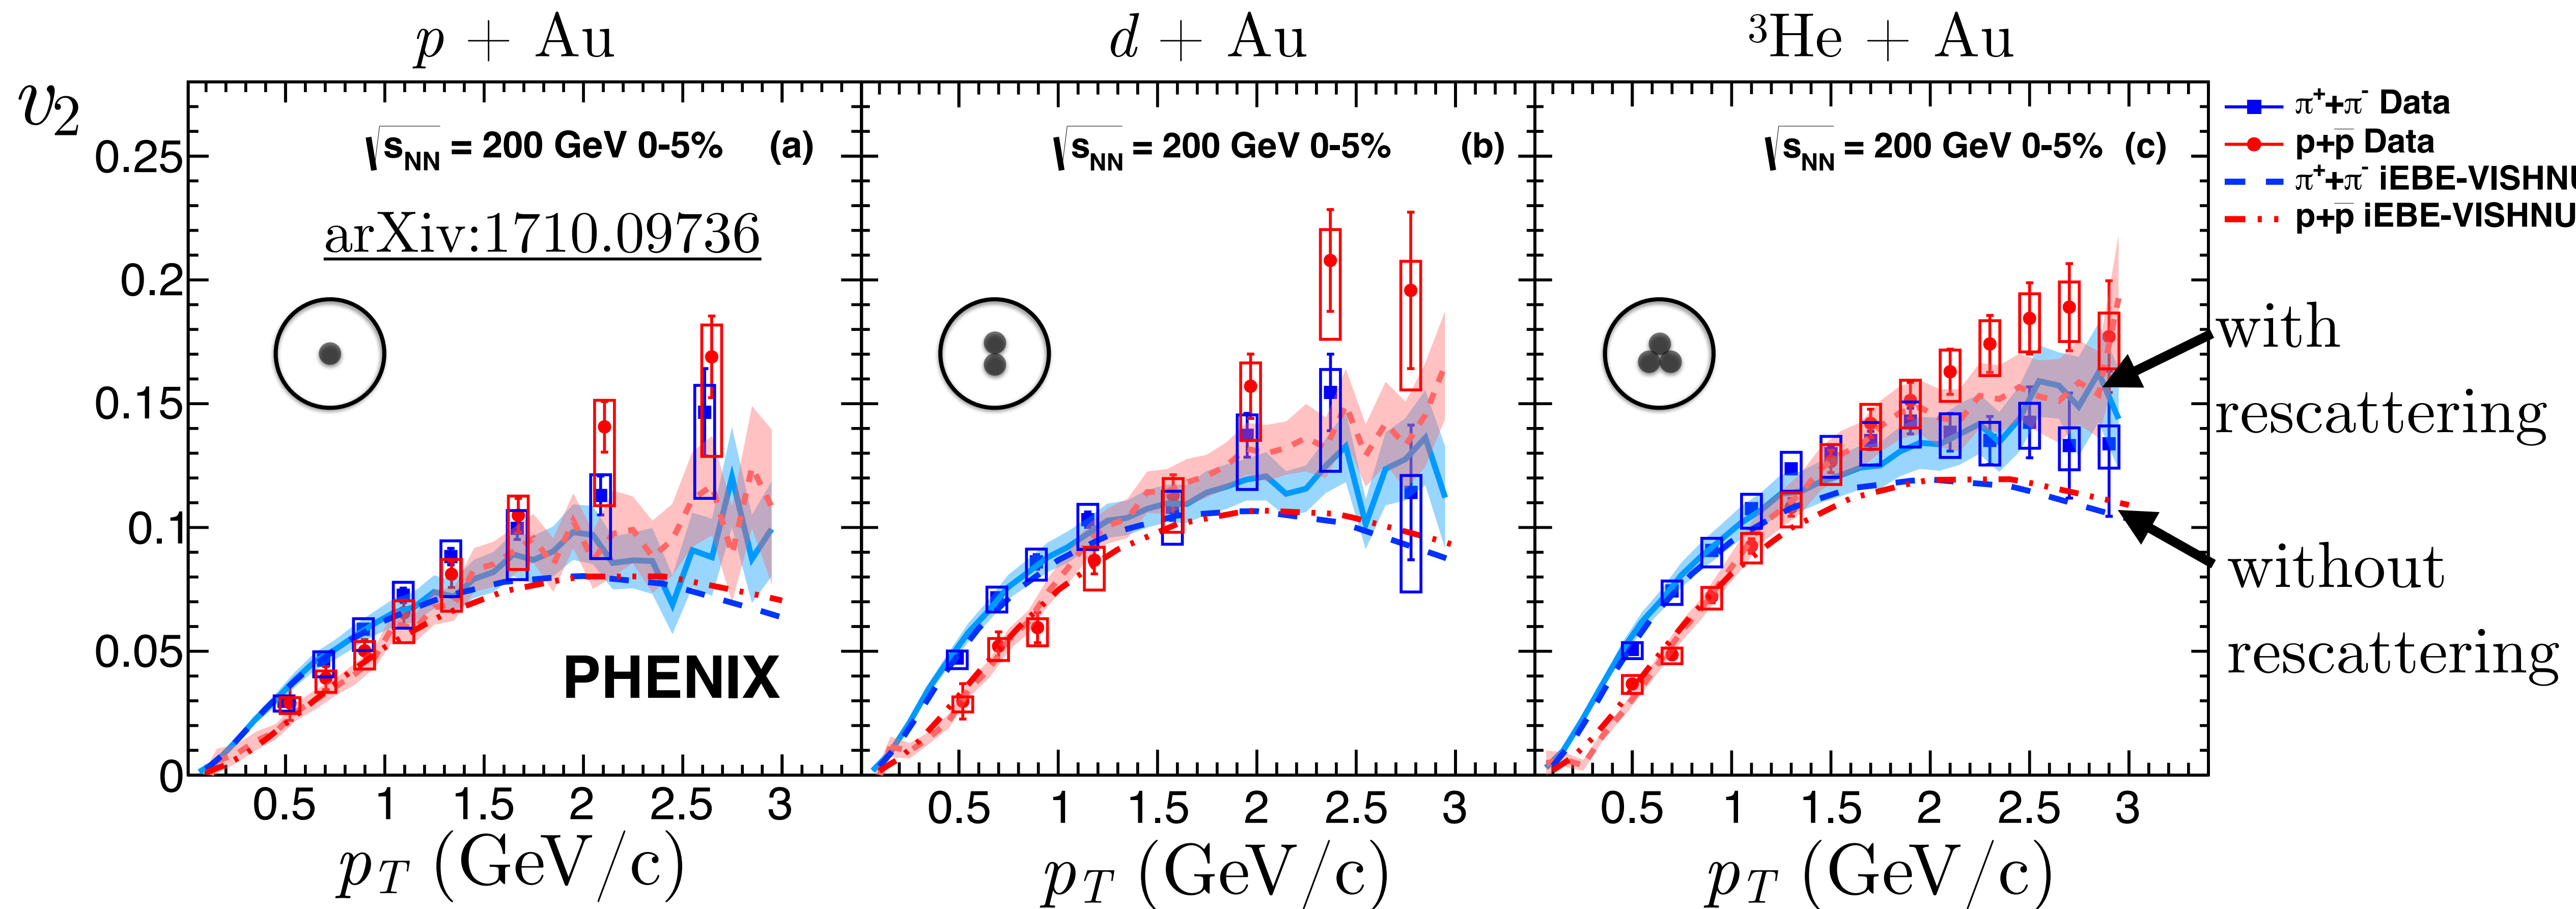 p + Au
d + Au
³He + Au
v₂
√sNN = 200 GeV 0-5% (a)
√sNN = 200 GeV 0-5% (b)
√sNN = 200 GeV 0-5% (c)
π⁺+π⁻ Data
p+p̅ Data
π⁺+π⁻ iEBE-VISHNU
p+p̅ iEBE-VISHNU
arXiv:1710.09736
PHENIX
with
rescattering
without
rescattering
0.25
0.2
0.15
0.1
0.05
0
0.5 1 1.5 2 2.5 3
0.5 1 1.5 2 2.5 3
0.5 1 1.5 2 2.5 3
p_T (GeV/c)
p_T (GeV/c)
p_T (GeV/c)